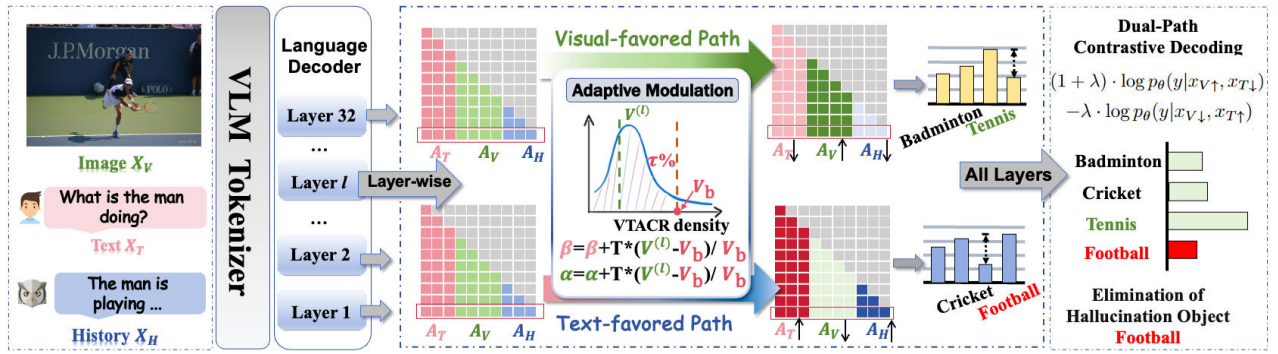 J.P.Morgan
POLO
Image X_V
What is the man
doing?
Text X_T
The man is
playing ...
History X_H
VLM Tokenizer
Language
Decoder
Layer 32
...
Layer l
...
Layer 2
Layer 1
Layer-wise
A_T A_V A_H
A_T A_V A_H
Visual-favored Path
Adaptive Modulation
V^(l)
τ%
V_b
VTACR density
β=β+T*(V^(l)-V_b)/ V_b
α=α+T*(V^(l)-V_b)/ V_b
Text-favored Path
A_T↓ A_V↑ A_H↓
A_T↑ A_V↓ A_H↑
Badminton
Tennis
Cricket
Football
All Layers
Dual-Path
Contrastive Decoding
(1 + λ) · log p_θ(y|x_V↑, x_T↓)
−λ · log p_θ(y|x_V↓, x_T↑)
Badminton
Cricket
Tennis
Football
Elimination of
Hallucination Object
Football